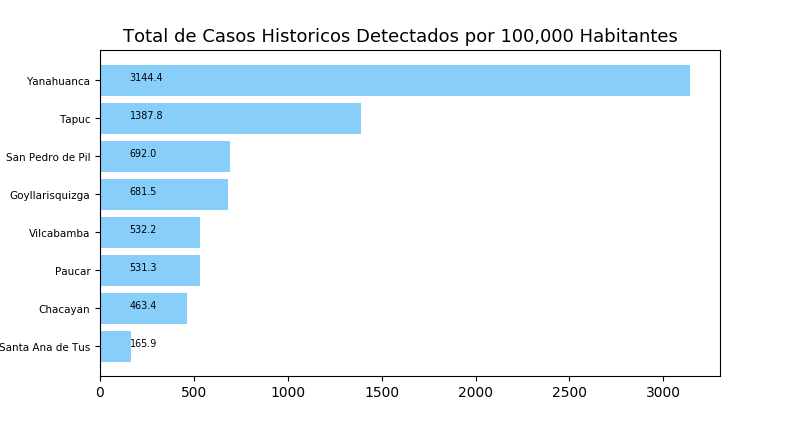 Total de Casos Historicos Detectados por 100,000 Habitantes
Yanahuanca 3144.4
Tapuc 1387.8
San Pedro de Pil 692.0
Goyllarisquizga 681.5
Vilcabamba 532.2
Paucar 531.3
Chacayan 463.4
Santa Ana de Tus 165.9
0 500 1000 1500 2000 2500 3000